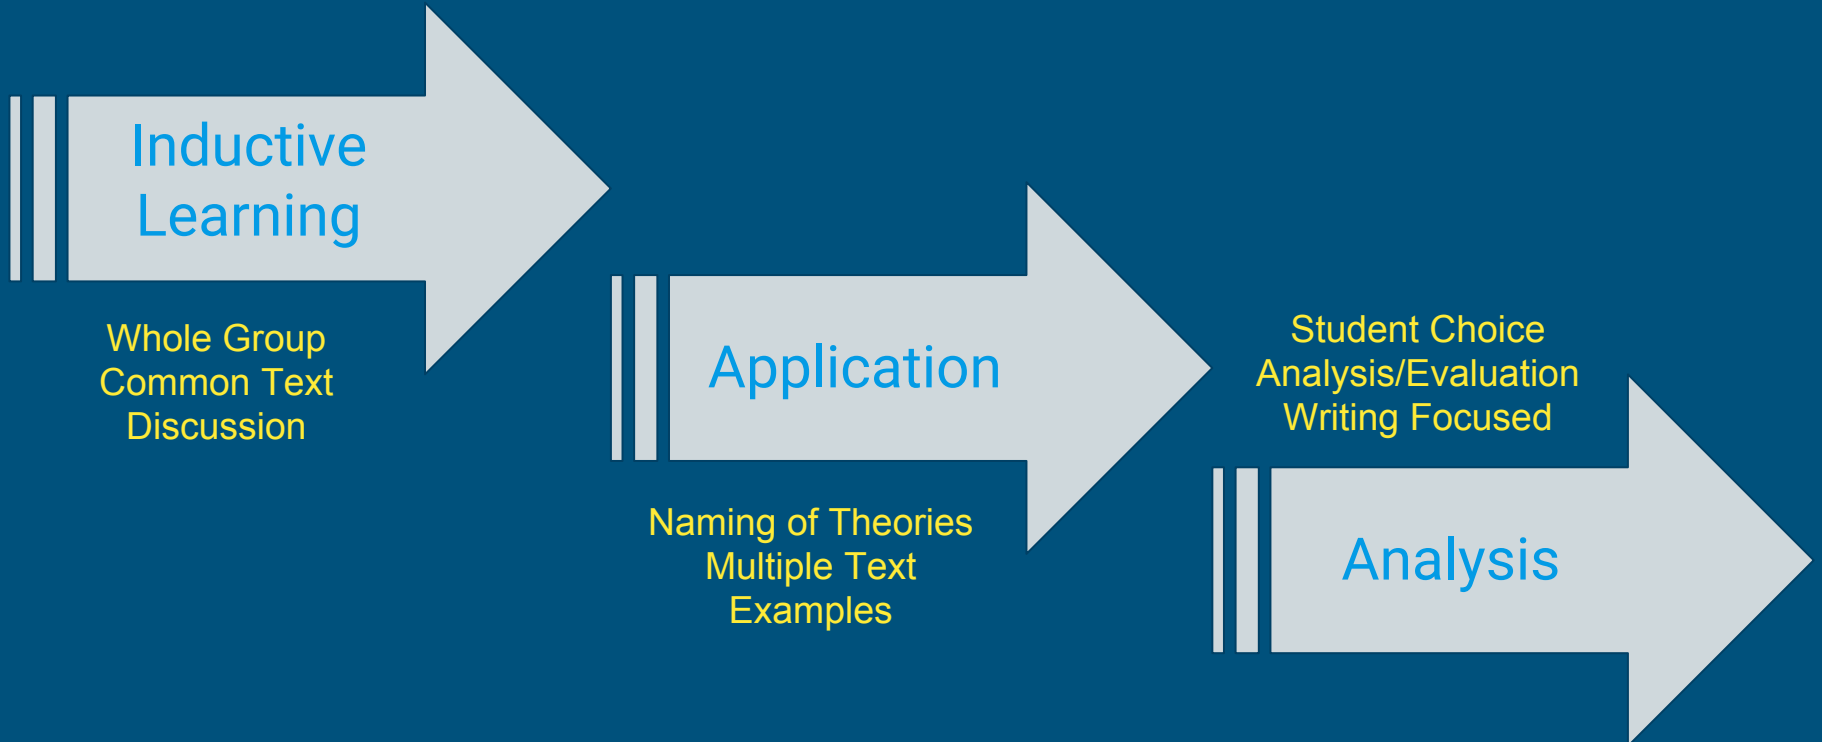 Inductive
Learning
Whole Group
Common Text
Discussion
Application
Naming of Theories
Multiple Text
Examples
Student Choice
Analysis/Evaluation
Writing Focused
Analysis